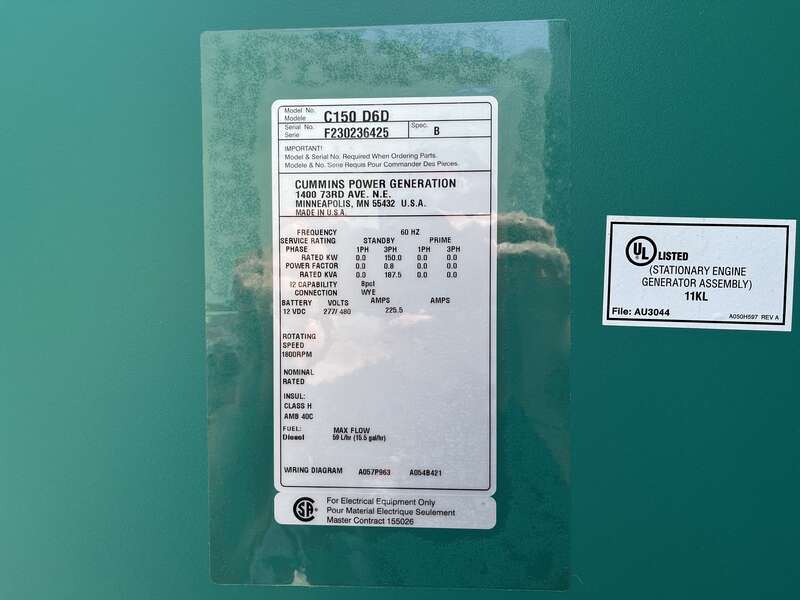 Model No.
Modele C150 D6D
Serial No. Spec.
Serie F230236425 B
IMPORTANT!
Model & Serial No. Required When Ordering Parts.
Modele & No. Serie Requis Pour Commander Des Pieces.
CUMMINS POWER GENERATION
1400 73RD AVE. N.E.
MINNEAPOLIS, MN 55432 U.S.A.
MADE IN U.S.A.
FREQUENCY 60 HZ
SERVICE RATING STANDBY PRIME
PHASE 1PH 3PH 1PH 3PH
RATED KW 0.0 150.0 0.0 0.0
POWER FACTOR 0.0 0.8 0.0 0.0
RATED KVA 0.0 187.5 0.0 0.0
I2 CAPABILITY 8pct
CONNECTION WYE
BATTERY VOLTS AMPS AMPS
12 VDC 277/ 480 225.5
ROTATING
SPEED
1800RPM
NOMINAL
RATED
INSUL:
CLASS H
AMB 40C
FUEL: MAX FLOW
Diesel 59 L/hr (15.5 gal/hr)
WIRING DIAGRAM A057P963 A054B421
CSA ®
For Electrical Equipment Only
Pour Material Electrique Seulement
Master Contract 155026
UL LISTED
(STATIONARY ENGINE
GENERATOR ASSEMBLY)
11KL
File: AU3044 A050H597 REV A